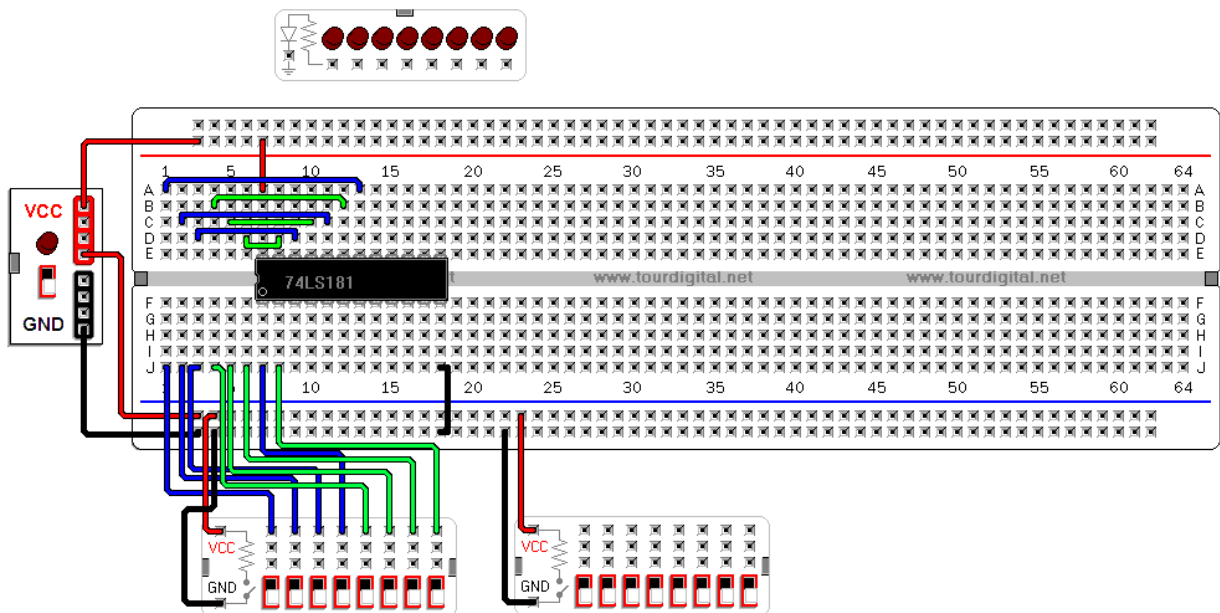 1 5 10 15 20 25 30 35 40 45 50 55 60 64
A A
B B
C C
D D
E E
VCC
74LS181 t www.tourdigital.net www.tourdigital.net
GND
F F
G G
H H
I I
J J
1 5 10 15 20 25 30 35 40 45 50 55 60 64
VCC VCC
GND GND